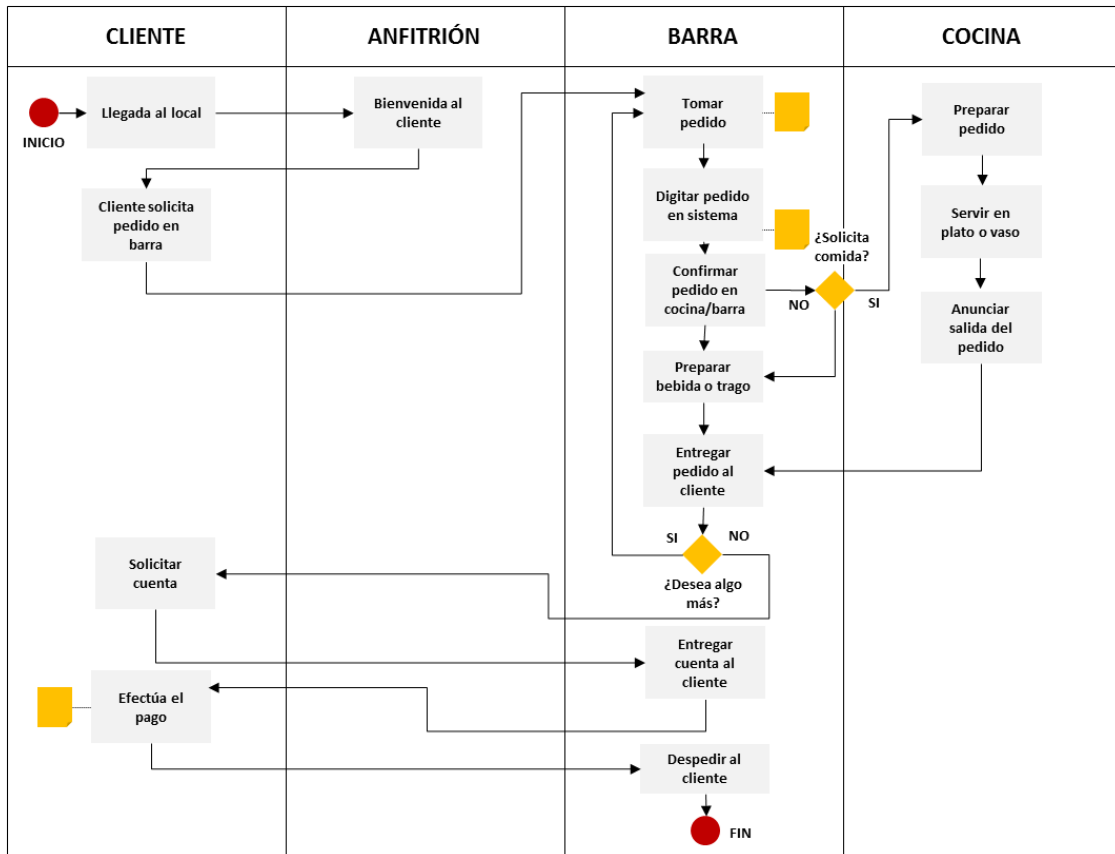 CLIENTE
ANFITRIÓN
BARRA
COCINA
INICIO
Llegada al local
Bienvenida al
cliente
Cliente solicita
pedido en
barra
Tomar
pedido
Digitar pedido
en sistema
Confirmar
pedido en
cocina/barra
¿Solicita
comida?
NO
SI
Preparar
pedido
Servir en
plato o vaso
Anunciar
salida del
pedido
Preparar
bebida o trago
Entregar
pedido al
cliente
SI
NO
¿Desea algo
más?
Solicitar
cuenta
Entregar
cuenta al
cliente
Efectúa el
pago
Despedir al
cliente
FIN